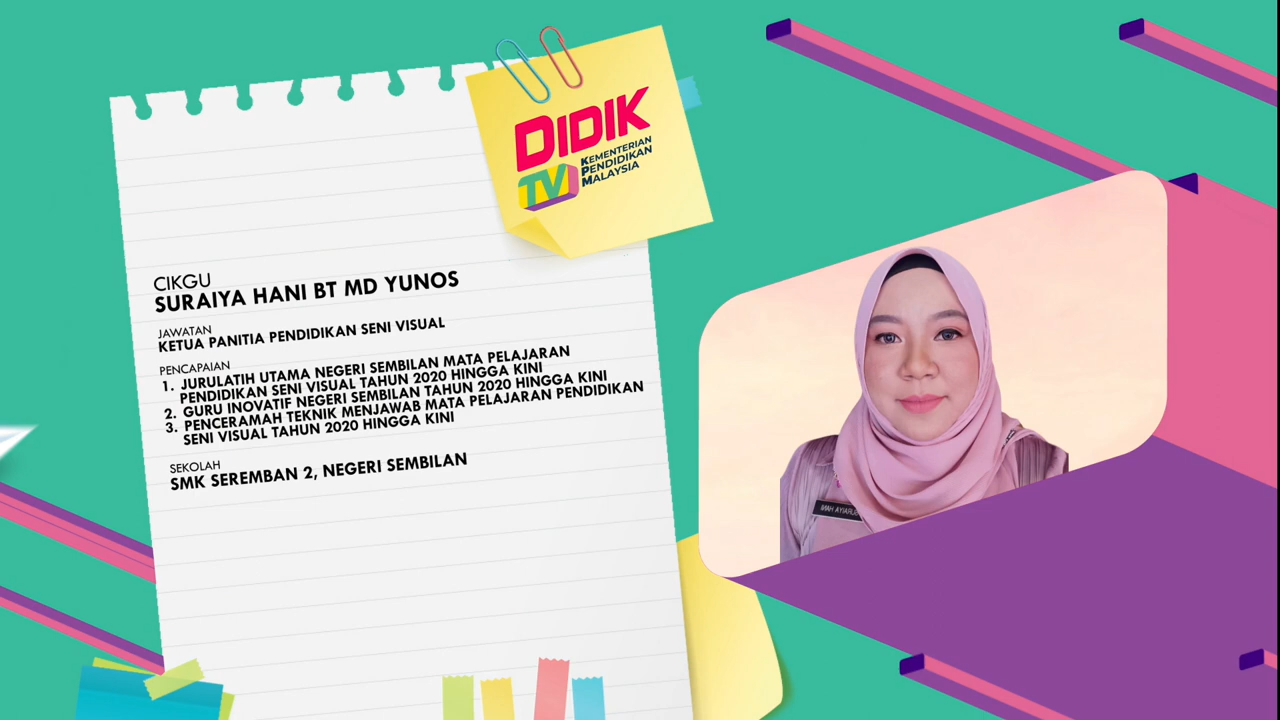 DIDIK
TV
KEMENTERIAN
PENDIDIKAN
MALAYSIA
CIKGU
SURAIYA HANI BT MD YUNOS
JAWATAN
KETUA PANITIA PENDIDIKAN SENI VISUAL
PENCAPAIAN
1. JURULATIH UTAMA NEGERI SEMBILAN MATA PELAJARAN
PENDIDIKAN SENI VISUAL TAHUN 2020 HINGGA KINI
2. GURU INOVATIF NEGERI SEMBILAN TAHUN 2020 HINGGA KINI
3. PENCERAMAH TEKNIK MENJAWAB MATA PELAJARAN PENDIDIKAN
SENI VISUAL TAHUN 2020 HINGGA KINI
SEKOLAH
SMK SEREMBAN 2, NEGERI SEMBILAN